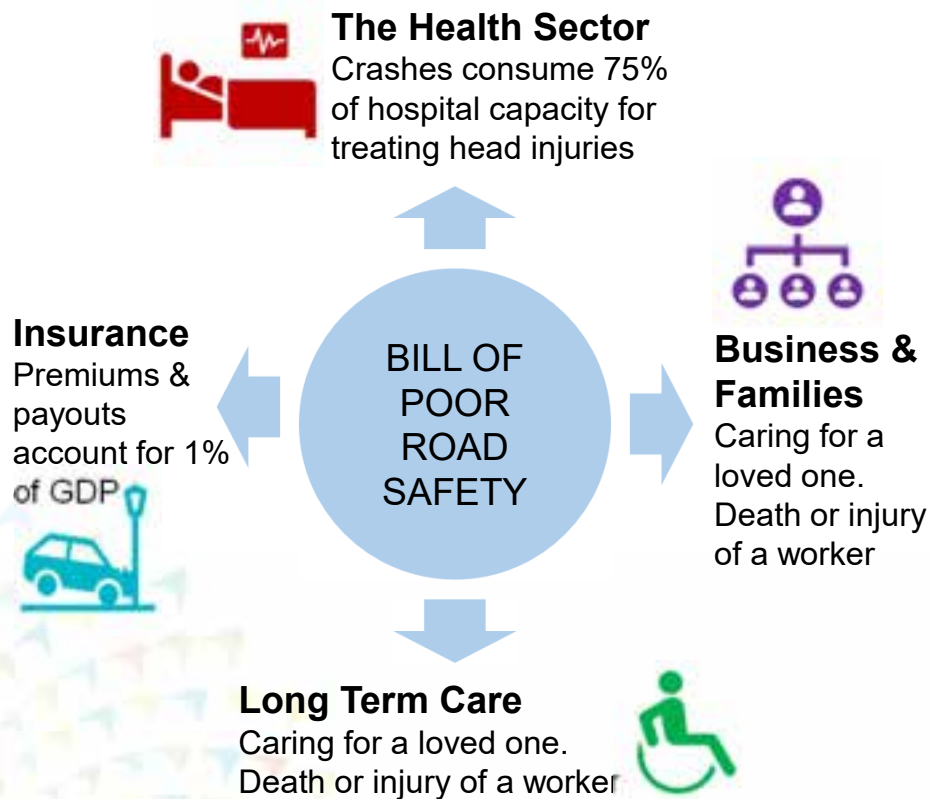 The Health Sector
Crashes consume 75%
of hospital capacity for
treating head injuries
Insurance
Premiums &
payouts
account for 1%
of GDP
BILL OF
POOR
ROAD
SAFETY
Business &
Families
Caring for a
loved one.
Death or injury
of a worker
Long Term Care
Caring for a loved one.
Death or injury of a worker